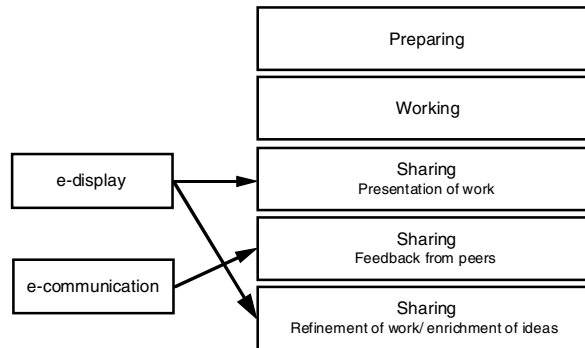 Preparing
Working
e-display
Sharing
Presentation of work
e-communication
Sharing
Feedback from peers
Sharing
Refinement of work/ enrichment of ideas